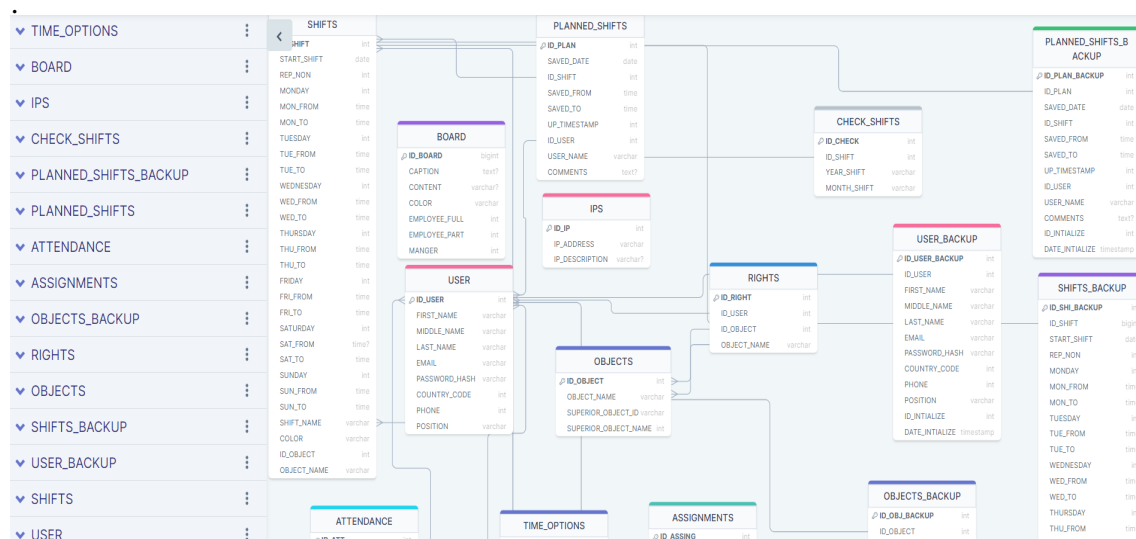 TIME_OPTIONS
BOARD
IPS
CHECK_SHIFTS
PLANNED_SHIFTS_BACKUP
PLANNED_SHIFTS
ATTENDANCE
ASSIGNMENTS
OBJECTS_BACKUP
RIGHTS
OBJECTS
SHIFTS_BACKUP
USER_BACKUP
SHIFTS
USER
SHIFTS
SHIFT int
START_SHIFT date
REP_NON int
MONDAY int
MON_FROM time
MON_TO time
TUESDAY int
TUE_FROM time
TUE_TO time
WEDNESDAY int
WED_FROM time
WED_TO time
THURSDAY int
THU_FROM time
THU_TO time
FRIDAY int
FRI_FROM time
FRI_TO time
SATURDAY int
SAT_FROM time?
SAT_TO time
SUNDAY int
SUN_FROM time
SUN_TO time
SHIFT_NAME varchar
COLOR varchar
ID_OBJECT int
OBJECT_NAME varchar
BOARD
ID_BOARD bigint
CAPTION text?
CONTENT varchar?
COLOR varchar
EMPLOYEE_FULL int
EMPLOYEE_PART int
MANGER int
USER
ID_USER int
FIRST_NAME varchar
MIDDLE_NAME varchar
LAST_NAME varchar
EMAIL varchar
PASSWORD_HASH varchar
COUNTRY_CODE int
PHONE int
POSITION varchar
ATTENDANCE
PLANNED_SHIFTS
ID_PLAN int
SAVED_DATE date
ID_SHIFT int
SAVED_FROM time
SAVED_TO time
UP_TIMESTAMP int
ID_USER int
USER_NAME varchar
COMMENTS text?
IPS
ID_IP int
IP_ADDRESS varchar
IP_DESCRIPTION varchar?
OBJECTS
ID_OBJECT int
OBJECT_NAME varchar
SUPERIOR_OBJECT_ID varchar
SUPERIOR_OBJECT_NAME int
TIME_OPTIONS
ASSIGNMENTS
ID_ASSING int
RIGHTS
ID_RIGHT int
ID_USER int
ID_OBJECT int
OBJECT_NAME varchar
CHECK_SHIFTS
ID_CHECK int
ID_SHIFT int
YEAR_SHIFT varchar
MONTH_SHIFT varchar
USER_BACKUP
ID_USER_BACKUP int
ID_USER int
FIRST_NAME varchar
MIDDLE_NAME varchar
LAST_NAME varchar
EMAIL varchar
PASSWORD_HASH varchar
COUNTRY_CODE int
PHONE int
POSITION varchar
ID_INTIALIZE int
DATE_INTIALIZE timestamp
OBJECTS_BACKUP
ID_OBJ_BACKUP int
ID_OBJECT int
PLANNED_SHIFTS_B
ACKUP
ID_PLAN_BACKUP int
ID_PLAN int
SAVED_DATE date
ID_SHIFT int
SAVED_FROM time
SAVED_TO time
UP_TIMESTAMP int
ID_USER int
USER_NAME varchar
COMMENTS text?
ID_INTIALIZE int
DATE_INTIALIZE timestamp
SHIFTS_BACKUP
ID_SHI_BACKUP
ID_SHIFT
START_SHIFT
REP_NON
MONDAY
MON_FROM
MON_TO
TUESDAY
TUE_FROM
TUE_TO
WEDNESDAY
WED_FROM
WED_TO
THURSDAY
THU_FROM